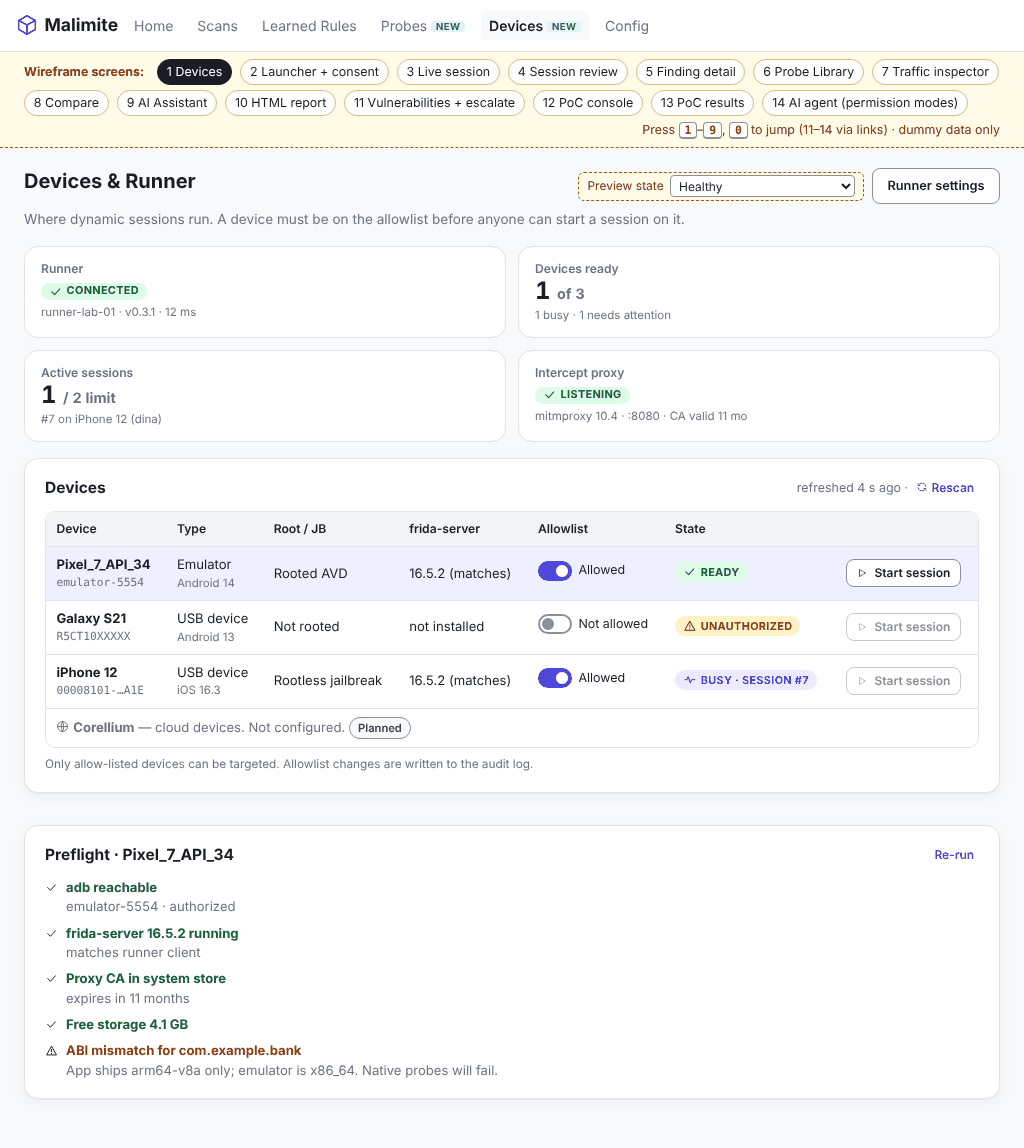 Malimite Home Scans Learned Rules Probes NEW Devices NEW Config
Wireframe screens: 1 Devices 2 Launcher + consent 3 Live session 4 Session review 5 Finding detail 6 Probe Library 7 Traffic inspector
8 Compare 9 AI Assistant 10 HTML report 11 Vulnerabilities + escalate 12 PoC console 13 PoC results 14 AI agent (permission modes)
Press 1–9, 0 to jump (11–14 via links) · dummy data only
Devices & Runner Preview state Healthy Runner settings
Where dynamic sessions run. A device must be on the allowlist before anyone can start a session on it.
Runner
CONNECTED
runner-lab-01 · v0.3.1 · 12 ms
Devices ready
1 of 3
1 busy · 1 needs attention
Active sessions
1 / 2 limit
#7 on iPhone 12 (dina)
Intercept proxy
LISTENING
mitmproxy 10.4 · :8080 · CA valid 11 mo
Devices refreshed 4 s ago · Rescan
Device Type Root / JB frida-server Allowlist State
Pixel_7_API_34 Emulator Rooted AVD 16.5.2 (matches) Allowed READY Start session
emulator-5554 Android 14
Galaxy S21 USB device Not rooted not installed Not allowed UNAUTHORIZED Start session
R5CT10XXXXX Android 13
iPhone 12 USB device Rootless jailbreak 16.5.2 (matches) Allowed BUSY · SESSION #7 Start session
00008101-…A1E iOS 16.3
Corellium — cloud devices. Not configured. Planned
Only allow-listed devices can be targeted. Allowlist changes are written to the audit log.
Preflight · Pixel_7_API_34 Re-run
adb reachable
emulator-5554 · authorized
frida-server 16.5.2 running
matches runner client
Proxy CA in system store
expires in 11 months
Free storage 4.1 GB
ABI mismatch for com.example.bank
App ships arm64-v8a only; emulator is x86_64. Native probes will fail.